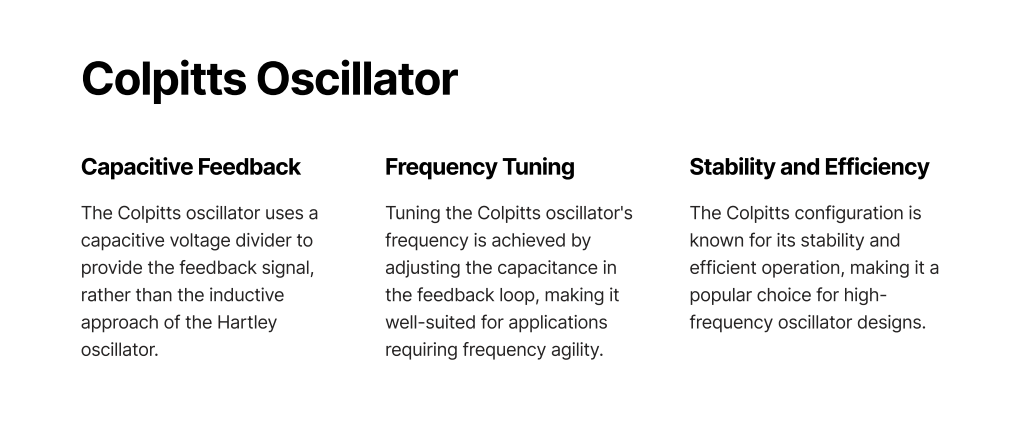 Colpitts Oscillator
Capacitive Feedback
The Colpitts oscillator uses a
capacitive voltage divider to
provide the feedback signal,
rather than the inductive
approach of the Hartley
oscillator.
Frequency Tuning
Tuning the Colpitts oscillator's
frequency is achieved by
adjusting the capacitance in
the feedback loop, making it
well-suited for applications
requiring frequency agility.
Stability and Efficiency
The Colpitts configuration is
known for its stability and
efficient operation, making it a
popular choice for high-
frequency oscillator designs.